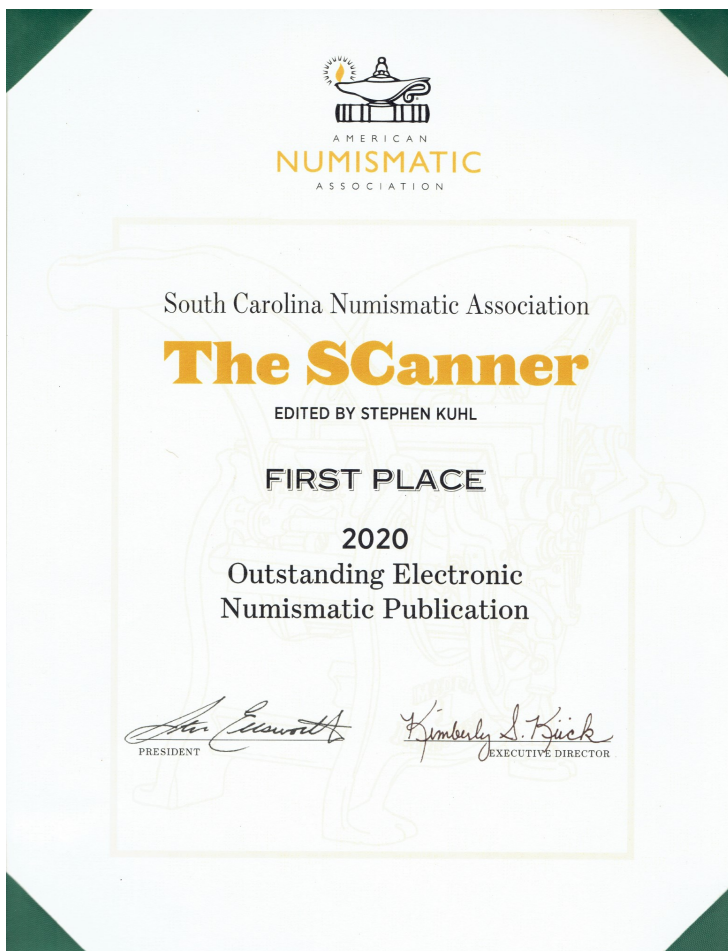 AMERICAN
NUMISMATIC
ASSOCIATION
South Carolina Numismatic Association
The SCanner
EDITED BY STEPHEN KUHL
FIRST PLACE
2020
Outstanding Electronic
Numismatic Publication
Kimberly S. Kiick
PRESIDENT
EXECUTIVE DIRECTOR